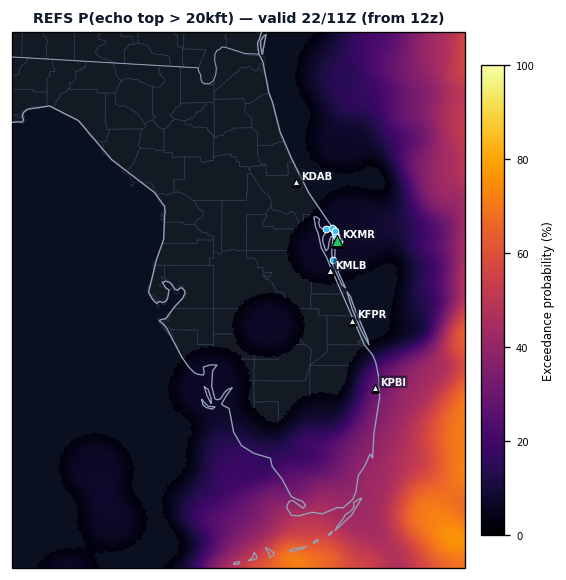 REFS P(echo top > 20kft) — valid 22/11Z (from 12z)
KDAB
KXMR
KMLB
KFPR
KPBI
100
80
60
40
20
0
Exceedance probability (%)